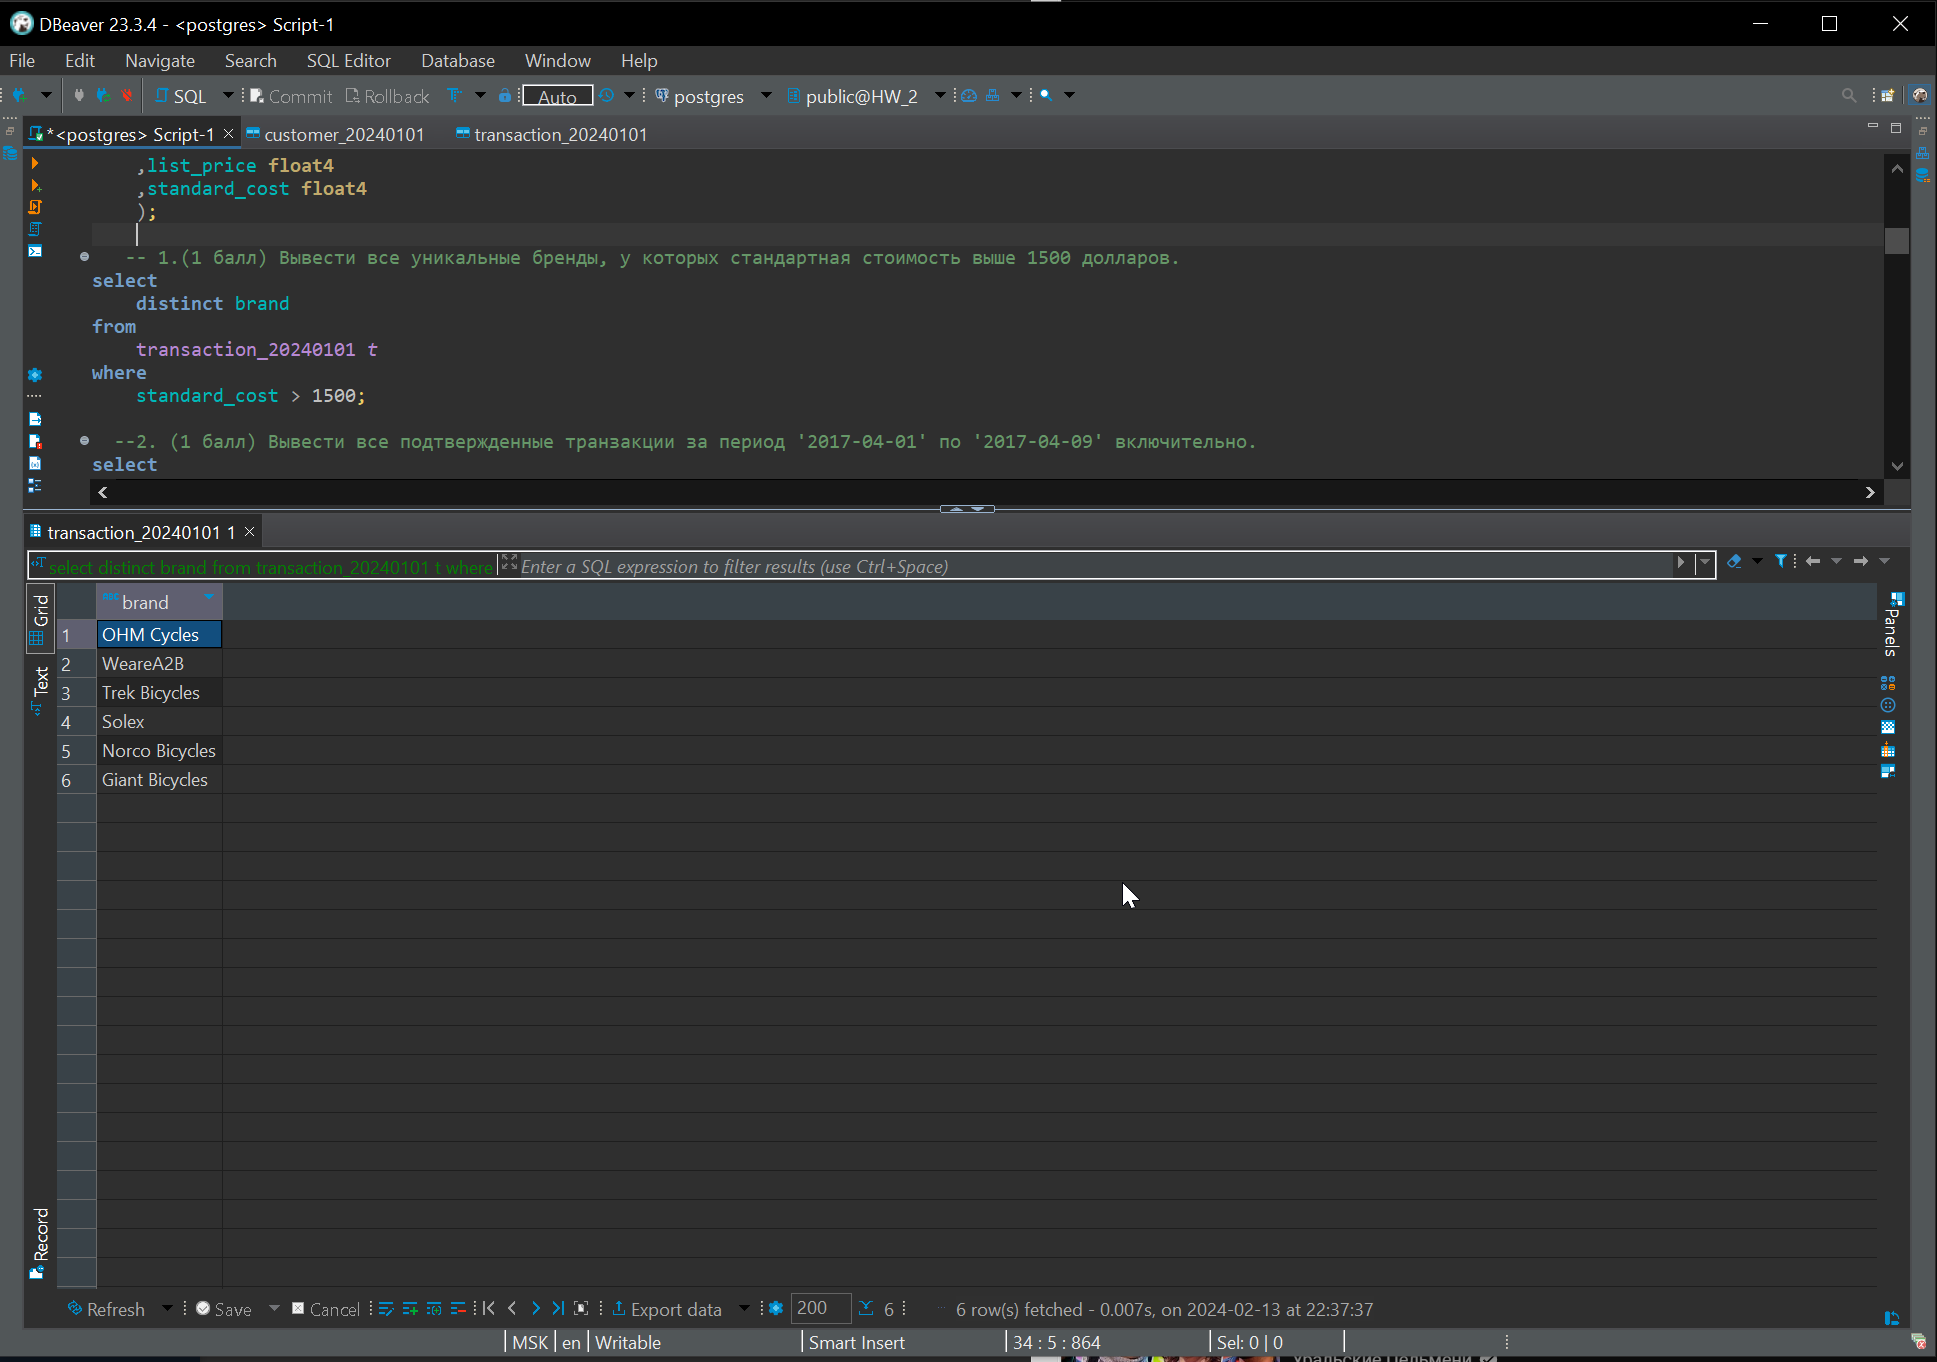 DBeaver 23.3.4 - <postgres> Script-1
File Edit Navigate Search SQL Editor Database Window Help
SQL Commit Rollback Auto postgres public@HW_2
*<postgres> Script-1 customer_20240101 transaction_20240101
,list_price float4
,standard_cost float4
);
-- 1.(1 балл) Вывести все уникальные бренды, у которых стандартная стоимость выше 1500 долларов.
select
distinct brand
from
transaction_20240101 t
where
standard_cost > 1500;
--2. (1 балл) Вывести все подтвержденные транзакции за период '2017-04-01' по '2017-04-09' включительно.
select
transaction_20240101 1
select distinct brand from transaction_20240101 t where Enter a SQL expression to filter results (use Ctrl+Space)
Grid
Text
Record
Panels
ABC brand
1 OHM Cycles
2 WeareA2B
3 Trek Bicycles
4 Solex
5 Norco Bicycles
6 Giant Bicycles
Refresh Save Cancel Export data 200 6 6 row(s) fetched - 0.007s, on 2024-02-13 at 22:37:37
MSK en Writable Smart Insert 34 : 5 : 864 Sel: 0 | 0
Уральские Пельмени